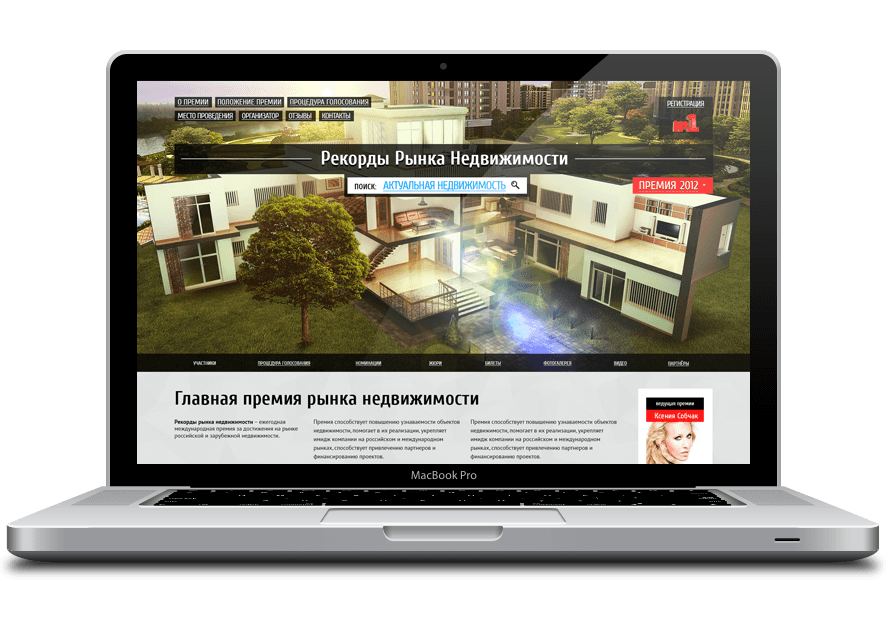 О ПРЕМИИ ПОЛОЖЕНИЕ ПРЕМИИ ПРОЦЕДУРА ГОЛОСОВАНИЯ
МЕСТО ПРОВЕДЕНИЯ ОРГАНИЗАТОР ОТЗЫВЫ КОНТАКТЫ
РЕГИСТРАЦИЯ
№1
Рекорды Рынка Недвижимости
ПОИСК: АКТУАЛЬНАЯ НЕДВИЖИМОСТЬ
ПРЕМИЯ 2012
УЧАСТНИКИ ПРОЦЕДУРА ГОЛОСОВАНИЯ НОМИНАЦИИ ЖЮРИ БИЛЕТЫ ФОТОГАЛЕРЕЯ ВИДЕО ПАРТНЁРЫ
Главная премия рынка недвижимости
Рекорды рынка недвижимости – ежегодная
международная премия за достижения на рынке
российской и зарубежной недвижимости.
Премия способствует повышению узнаваемости объектов
недвижимости, помогает в их реализации, укрепляет
имидж компании на российском и международном
рынках, способствует привлечению партнеров и
финансированию проектов.
Премия способствует повышению узнаваемости объектов
недвижимости, помогает в их реализации, укрепляет
имидж компании на российском и международном
рынках, способствует привлечению партнеров и
финансированию проектов.
ведущая премии
Ксения Собчак
MacBook Pro